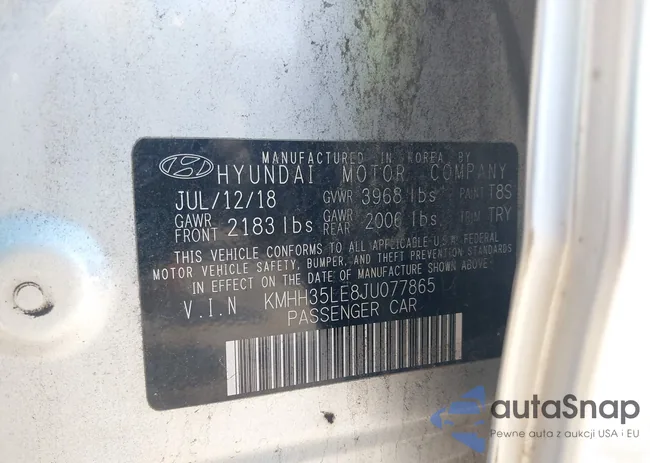 MANUFACTURED IN KOREA BY
HYUNDAI MOTOR COMPANY
JUL/12/18 GVWR 3968 lbs PAINT T8S
GAWR FRONT 2183 lbs GAWR REAR 2006 lbs TRIM TRY
THIS VEHICLE CONFORMS TO ALL APPLICABLE U.S.A. FEDERAL
MOTOR VEHICLE SAFETY, BUMPER, AND THEFT PREVENTION STANDARDS
IN EFFECT ON THE DATE OF MANUFACTURE SHOWN ABOVE
V.I.N KMHH35LE8JU077865
PASSENGER CAR
autaSnap
Pewne auta z aukcji USA i EU